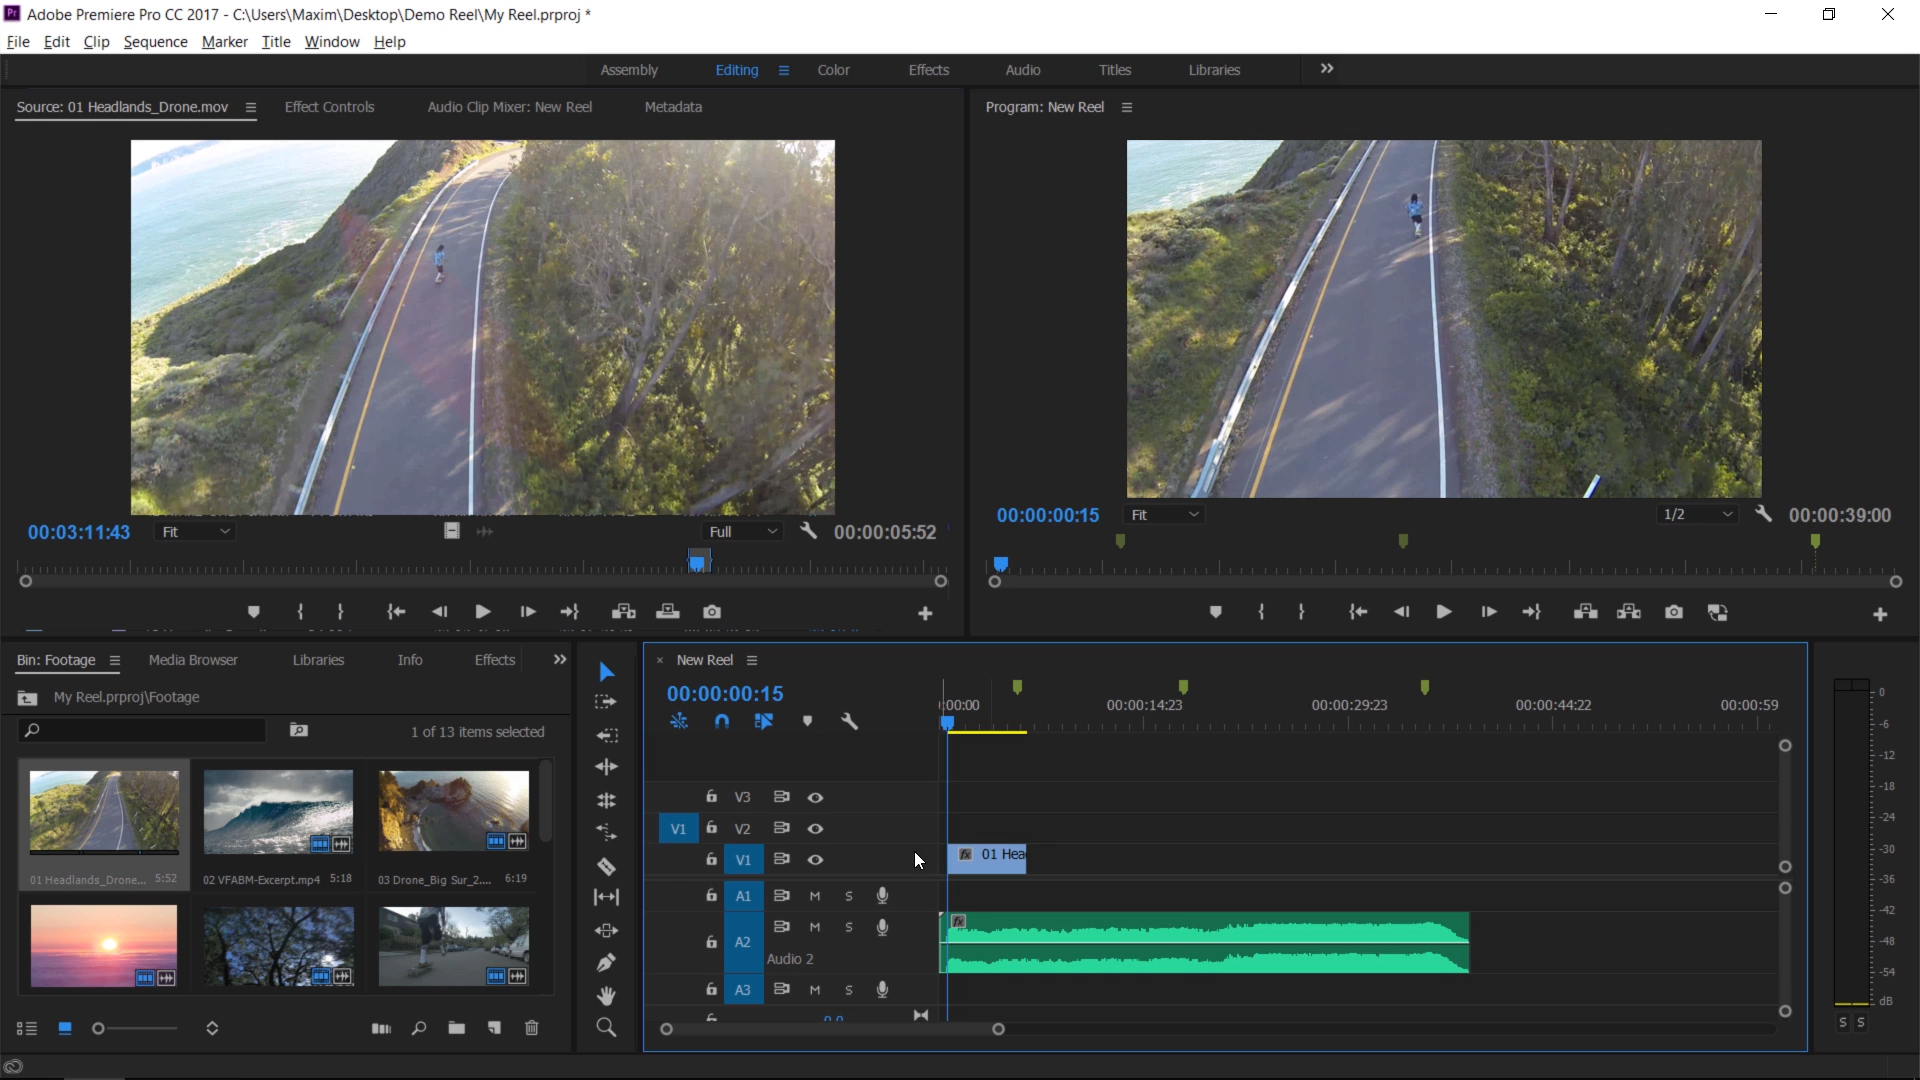 Adobe Premiere Pro CC 2017 - C:\Users\Maxim\Desktop\Demo Reel\My Reel.prproj *
File Edit Clip Sequence Marker Title Window Help
Assembly Editing Color Effects Audio Titles Libraries
Source: 01 Headlands_Drone.mov Effect Controls Audio Clip Mixer: New Reel Metadata
Program: New Reel
00:03:11:43 Fit Full 00:00:05:52
00:00:00:15 Fit 1/2 00:00:39:00
Bin: Footage Media Browser Libraries Info Effects
My Reel.prproj\Footage
1 of 13 items selected
01 Headlands_Drone... 5:52
02 VFABM-Excerpt.mp4 5:18
03 Drone_Big Sur_2.... 6:19
New Reel
00:00:00:15
:00:00 00:00:14:23 00:00:29:23 00:00:44:22 00:00:59
V3
V1 V2
V1 fx 01 Hea
A1 M S
A2 M S fx
Audio 2
A3 M S
0.0
0
-6
-12
-18
-24
-30
-36
-42
-48
-54
dB
S S